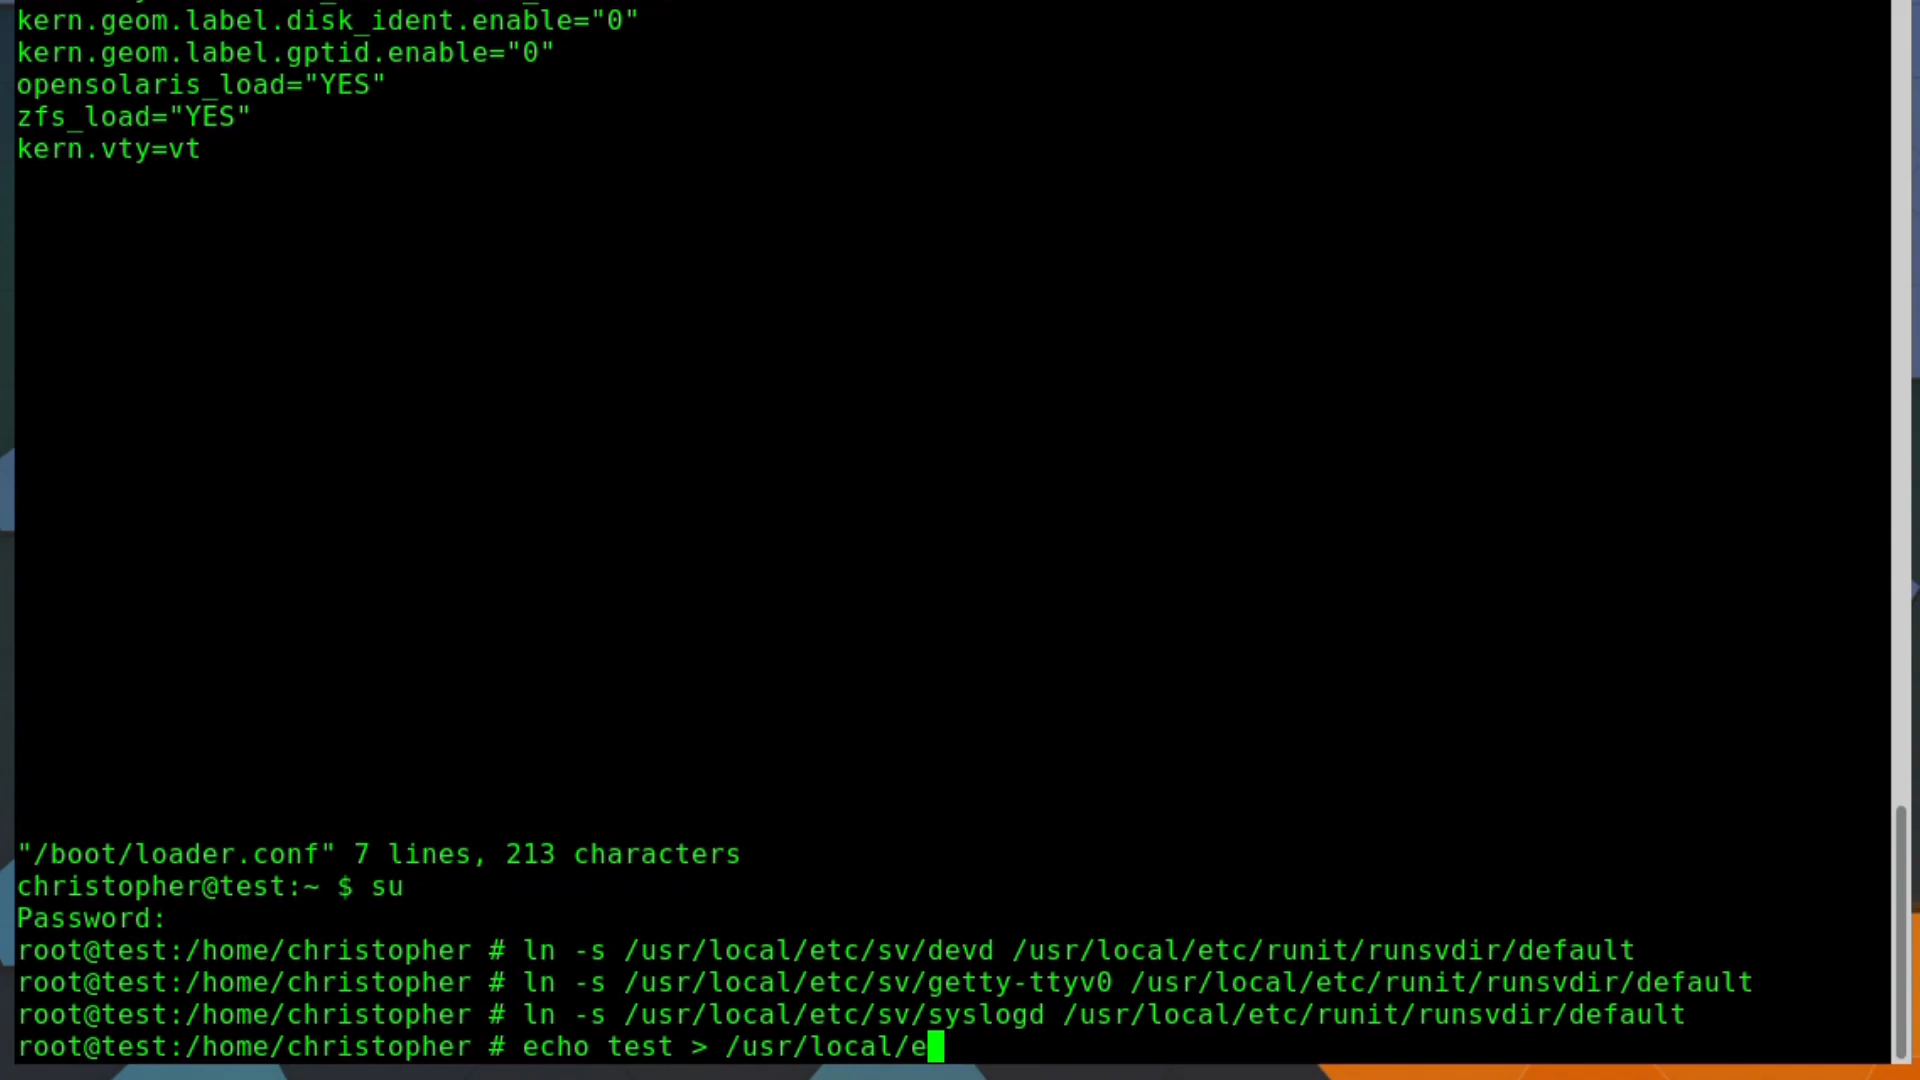 kern.geom.label.disk_ident.enable="0"
kern.geom.label.gptid.enable="0"
opensolaris_load="YES"
zfs_load="YES"
kern.vty=vt
"/boot/loader.conf" 7 lines, 213 characters
christopher@test:~ $ su
Password:
root@test:/home/christopher # ln -s /usr/local/etc/sv/devd /usr/local/etc/runit/runsvdir/default
root@test:/home/christopher # ln -s /usr/local/etc/sv/getty-ttyv0 /usr/local/etc/runit/runsvdir/default
root@test:/home/christopher # ln -s /usr/local/etc/sv/syslogd /usr/local/etc/runit/runsvdir/default
root@test:/home/christopher # echo test > /usr/local/e